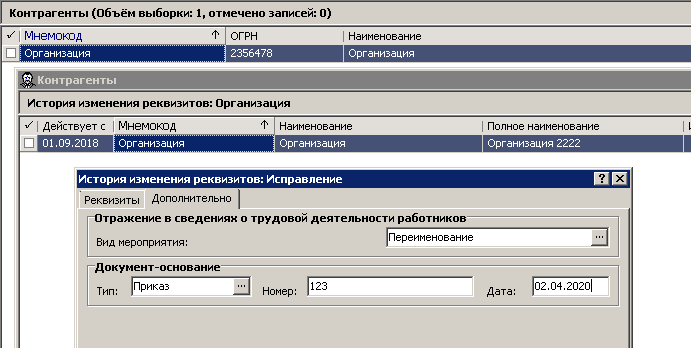 Контрагенты (Объём выборки: 1, отмечено записей: 0)
Мнемокод ОГРН Наименование
Организация 2356478 Организация
Контрагенты
История изменения реквизитов: Организация
Действует с Мнемокод Наименование Полное наименование
01.09.2018 Организация Организация Организация 2222
История изменения реквизитов: Исправление
Реквизиты Дополнительно
Отражение в сведениях о трудовой деятельности работников
Вид мероприятия: Переименование
Документ-основание
Тип: Приказ Номер: 123 Дата: 02.04.2020